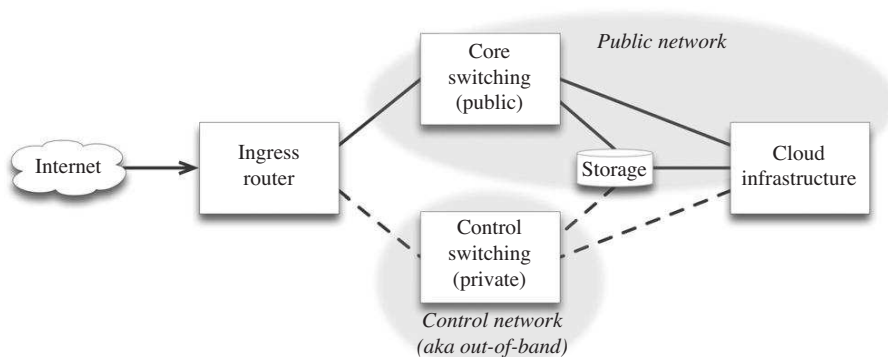 Core
switching
(public)
Public network
Internet
Ingress
router
Storage
Cloud
infrastructure
Control
switching
(private)
Control network
(aka out-of-band)